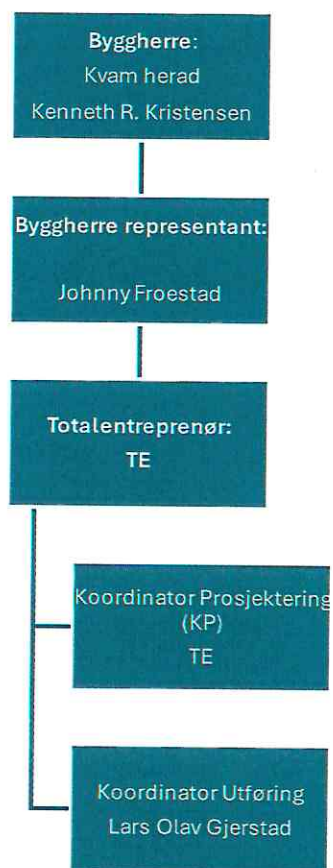 Byggherre:
Kvam herad
Kenneth R. Kristensen
Byggherre representant:
Johnny Froestad
Totalentreprenør:
TE
Koordinator Prosjektering
(KP)
TE
Koordinator Utføring
Lars Olav Gjerstad